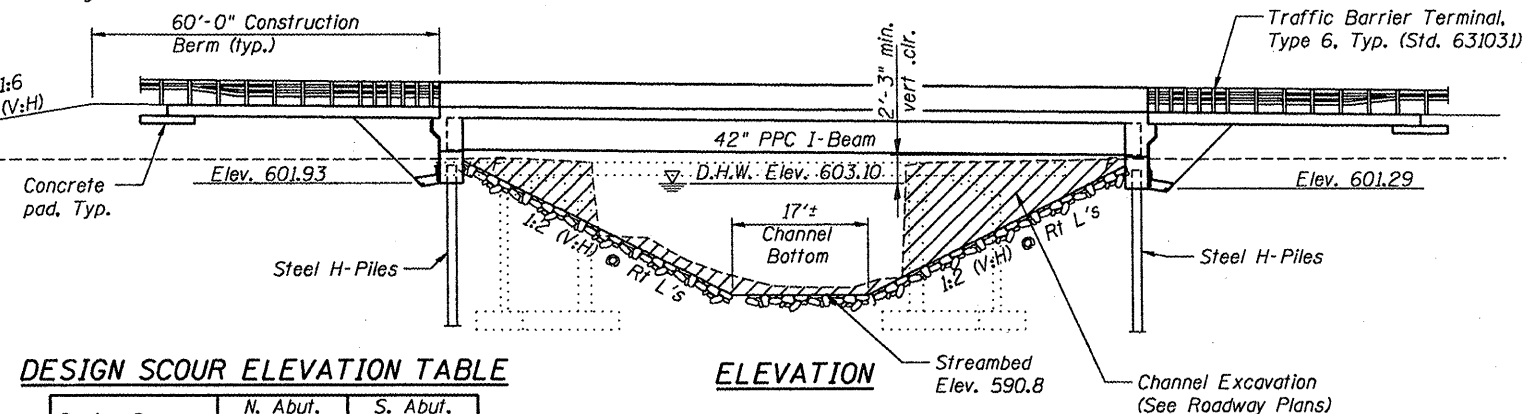 60'-0" Construction
Berm (typ.)
Traffic Barrier Terminal,
Type 6, Typ. (Std. 631031)
1:6
(V:H)
2'-3" min.
vert .clr.
42" PPC I-Beam
Concrete
pad, Typ.
Elev. 601.93
D.H.W. Elev. 603.10
Elev. 601.29
17'±
Channel
Bottom
1:2 (V:H) @ Rt L's
1:2 (V:H) @ Rt L's
Steel H-Piles
Steel H-Piles
DESIGN SCOUR ELEVATION TABLE
ELEVATION
Streambed
Elev. 590.8
Channel Excavation
(See Roadway Plans)
N. Abut. S. Abut.